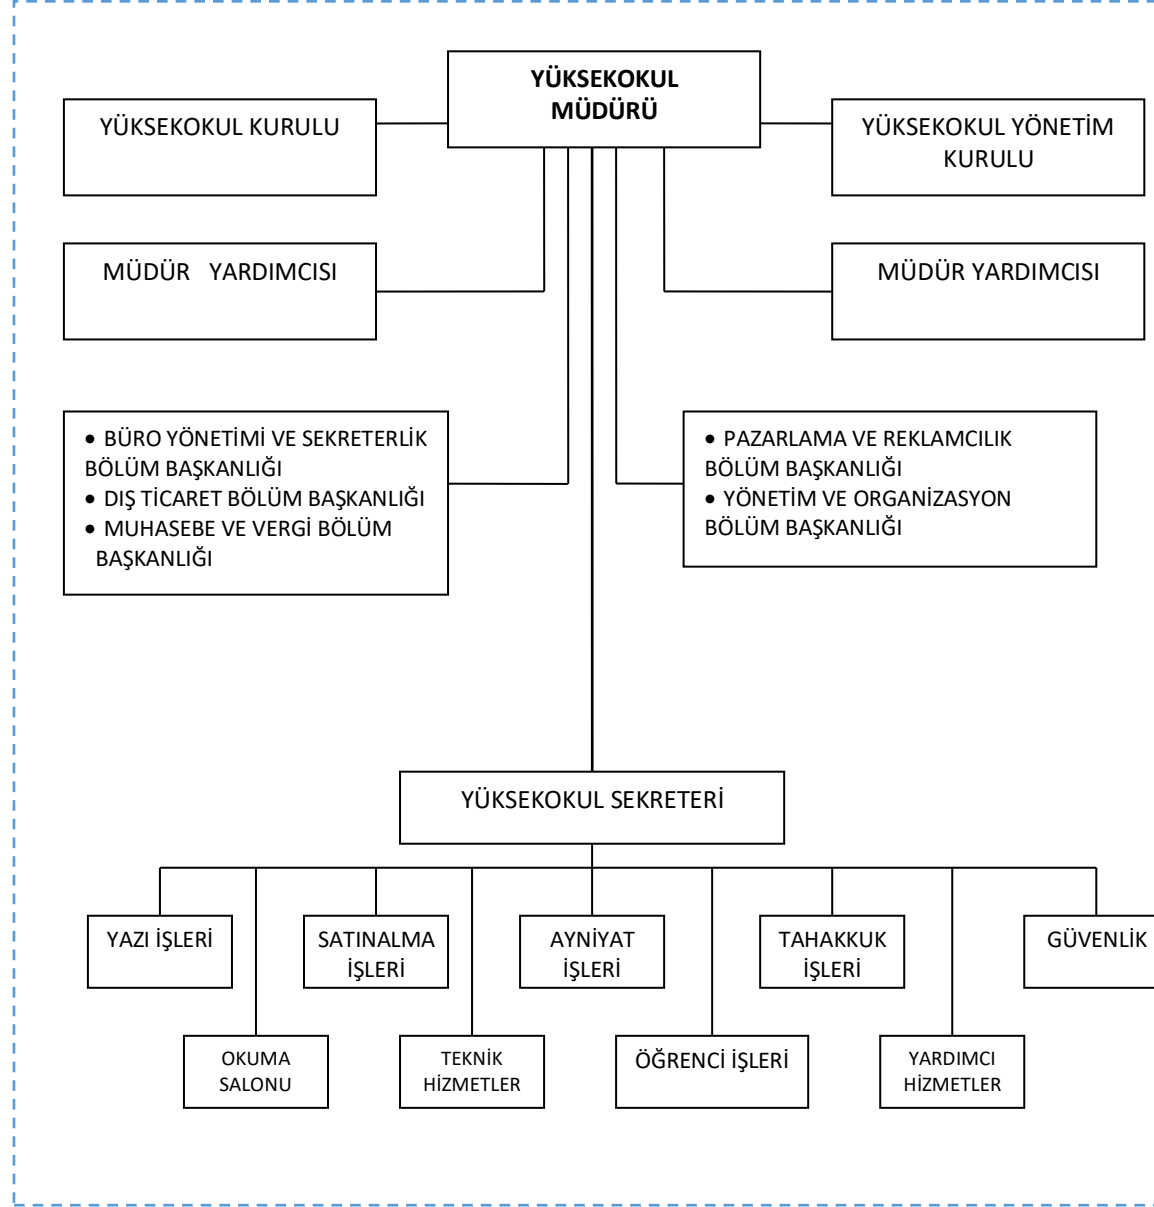 YÜKSEKOKUL
MÜDÜRÜ
YÜKSEKOKUL KURULU
YÜKSEKOKUL YÖNETİM
KURULU
MÜDÜR YARDIMCISI
MÜDÜR YARDIMCISI
• BÜRO YÖNETİMİ VE SEKRETERLİK
BÖLÜM BAŞKANLIĞI
• DIŞ TİCARET BÖLÜM BAŞKANLIĞI
• MUHASEBE VE VERGİ BÖLÜM
BAŞKANLIĞI
• PAZARLAMA VE REKLAMCILIK
BÖLÜM BAŞKANLIĞI
• YÖNETİM VE ORGANİZASYON
BÖLÜM BAŞKANLIĞI
YÜKSEKOKUL SEKRETERİ
YAZI İŞLERİ
SATINALMA
İŞLERİ
AYNİYAT
İŞLERİ
TAHAKKUK
İŞLERİ
GÜVENLİK
OKUMA
SALONU
TEKNİK
HİZMETLER
ÖĞRENCİ İŞLERİ
YARDIMCI
HİZMETLER